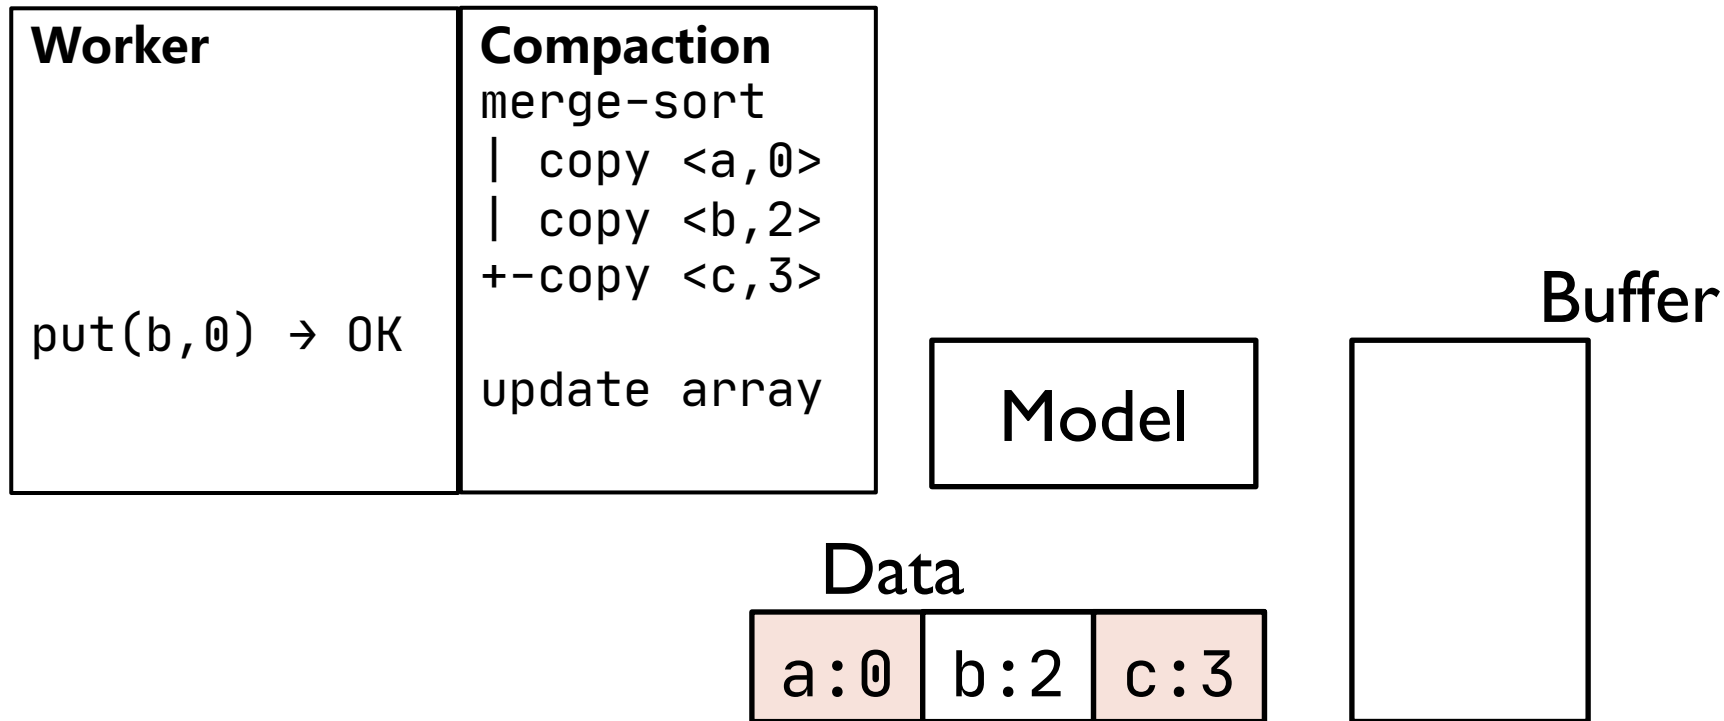 Worker
put(b,0) → OK
Compaction
merge-sort
| copy <a,0>
| copy <b,2>
+-copy <c,3>
update array
Buffer
Model
Data
a:0 b:2 c:3